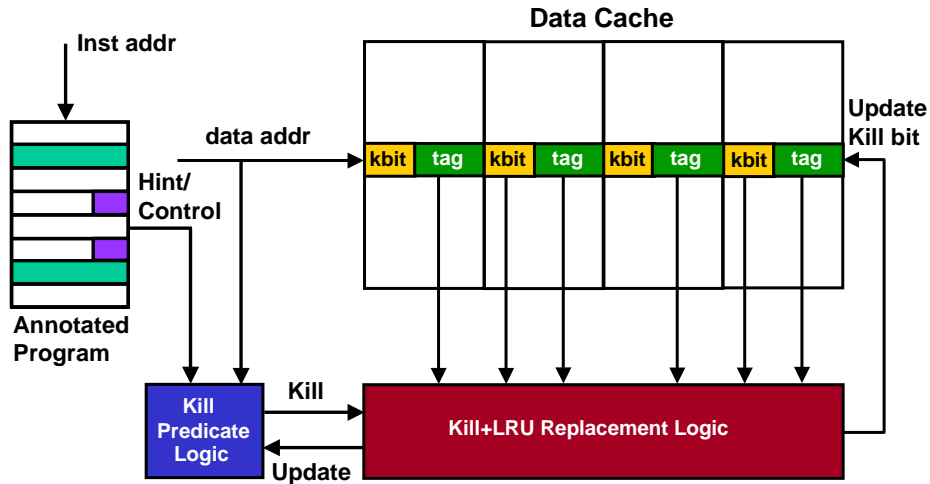 Data Cache
Inst addr
Update
Kill bit
data addr
kbit tag kbit tag kbit tag kbit tag
Hint/
Control
Annotated
Program
Kill
Predicate
Logic
Kill
Update
Kill+LRU Replacement Logic